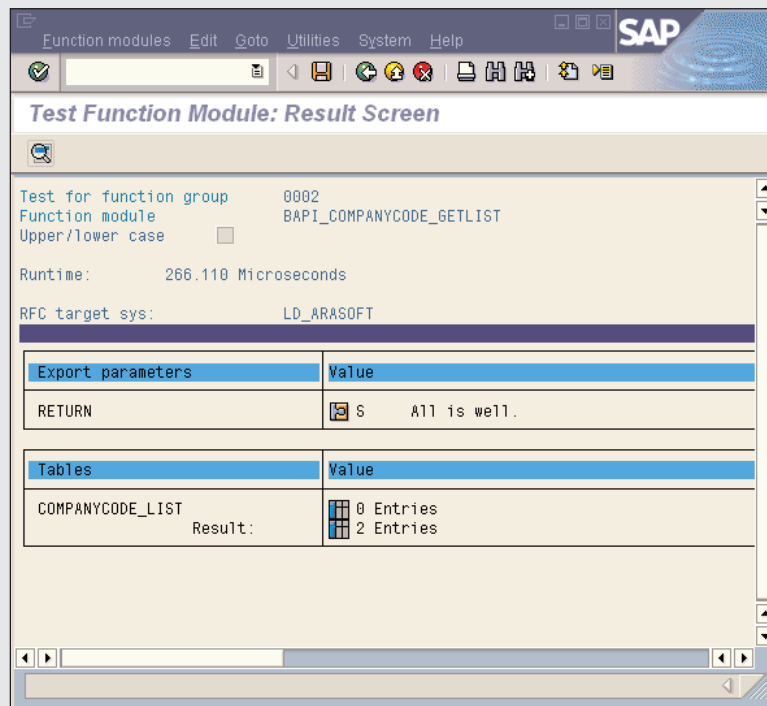 Function modules Edit Goto Utilities System Help
SAP
Test Function Module: Result Screen
Test for function group 0002
Function module BAPI_COMPANYCODE_GETLIST
Upper/lower case
Runtime: 266.110 Microseconds
RFC target sys: LD_ARASOFT
Export parameters Value
RETURN S All is well.
Tables Value
COMPANYCODE_LIST 0 Entries
Result: 2 Entries